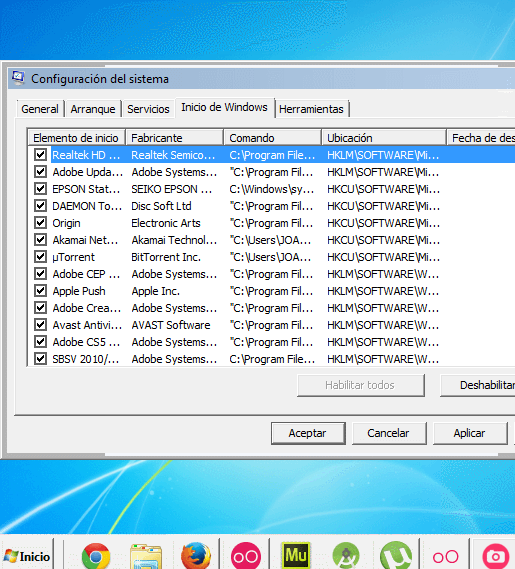 Configuración del sistema
General Arranque Servicios Inicio de Windows Herramientas
Elemento de inicio Fabricante Comando Ubicación Fecha de des
Realtek HD ... Realtek Semico... C:\Program File... HKLM\SOFTWARE\Mi...
Adobe Upda... Adobe Systems... "C:\Program Fil... HKLM\SOFTWARE\Mi...
EPSON Stat... SEIKO EPSON ... C:\Windows\sy... HKCU\SOFTWARE\Mi...
DAEMON To... Disc Soft Ltd "C:\Program Fil... HKCU\SOFTWARE\Mi...
Origin Electronic Arts "C:\Program Fil... HKCU\SOFTWARE\Mi...
Akamai Net... Akamai Technol... "C:\Users\JOA... HKCU\SOFTWARE\Mi...
µTorrent BitTorrent Inc. "C:\Users\JOA... HKCU\SOFTWARE\Mi...
Adobe CEP ... Adobe Systems... "C:\Program Fil... HKLM\SOFTWARE\W...
Apple Push Apple Inc. "C:\Program Fil... HKLM\SOFTWARE\W...
Adobe Crea... Adobe Systems... "C:\Program Fil... HKLM\SOFTWARE\W...
Avast Antivi... AVAST Software "C:\Program Fil... HKLM\SOFTWARE\W...
Adobe CS5 ... Adobe Systems... "C:\Program Fil... HKLM\SOFTWARE\W...
SBSV 2010/... Adobe Systems... C:\Program File... HKLM\SOFTWARE\W...
Habilitar todos Deshabilitar
Aceptar Cancelar Aplicar
Inicio Mu